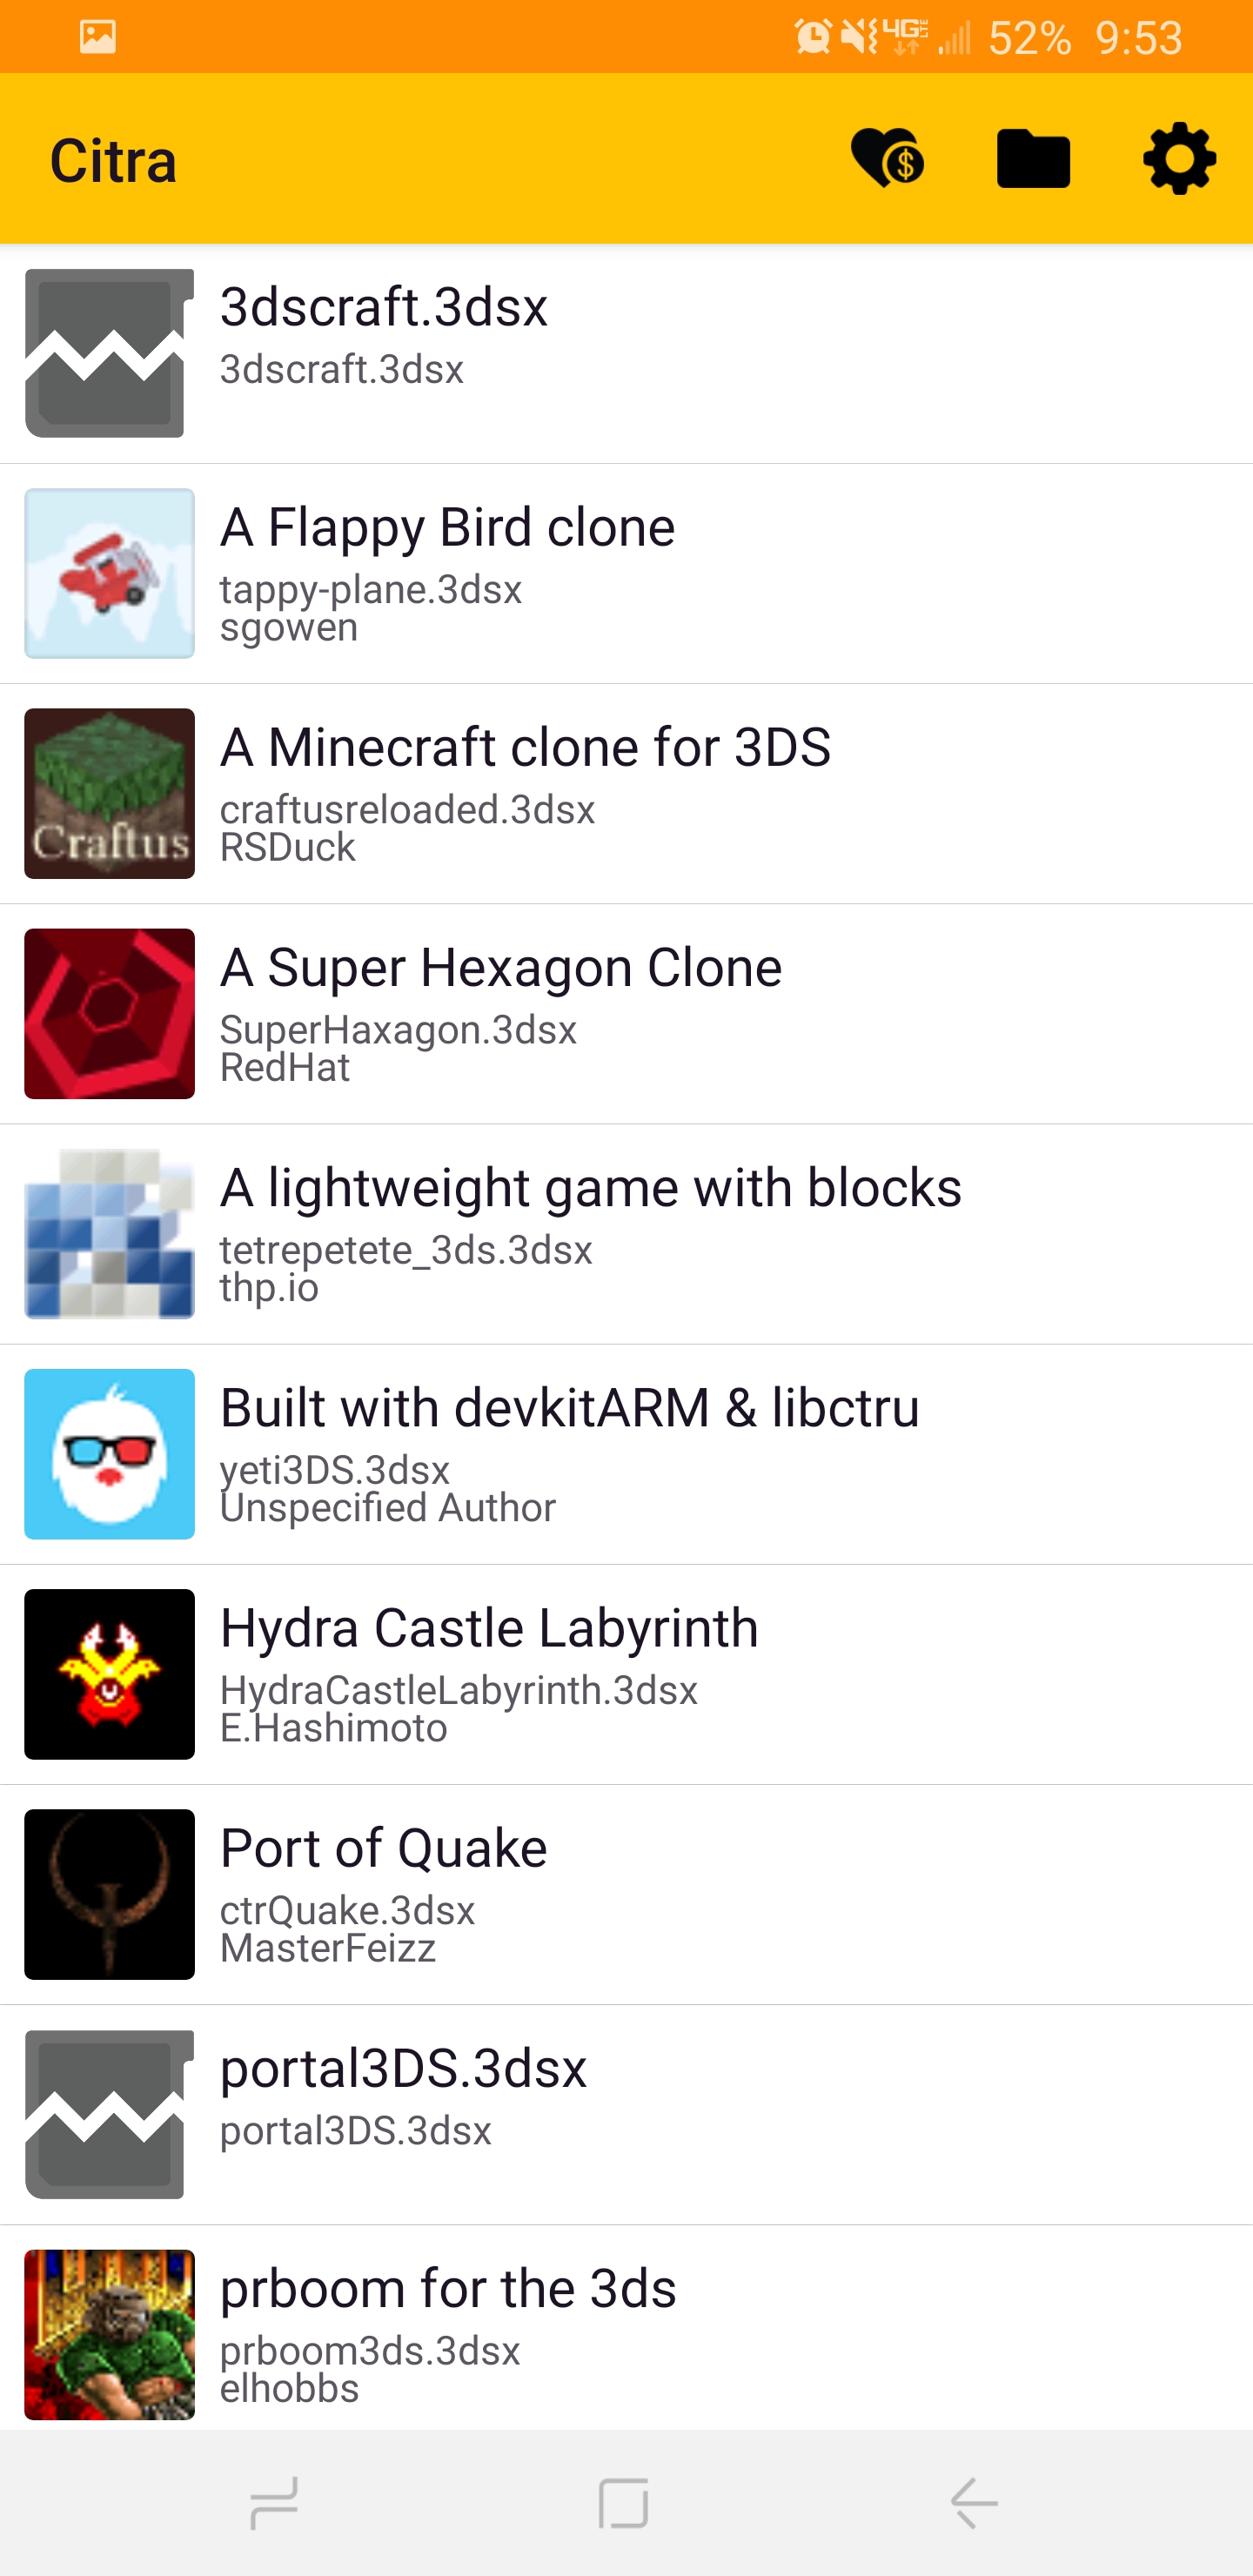 4G LTE 52% 9:53
Citra
$
3dscraft.3dsx
3dscraft.3dsx
A Flappy Bird clone
tappy-plane.3dsx
sgowen
A Minecraft clone for 3DS
craftusreloaded.3dsx
RSDuck
Craftus
A Super Hexagon Clone
SuperHaxagon.3dsx
RedHat
A lightweight game with blocks
tetrepetete_3ds.3dsx
thp.io
Built with devkitARM & libctru
yeti3DS.3dsx
Unspecified Author
Hydra Castle Labyrinth
HydraCastleLabyrinth.3dsx
E.Hashimoto
Port of Quake
ctrQuake.3dsx
MasterFeizz
portal3DS.3dsx
portal3DS.3dsx
prboom for the 3ds
prboom3ds.3dsx
elhobbs